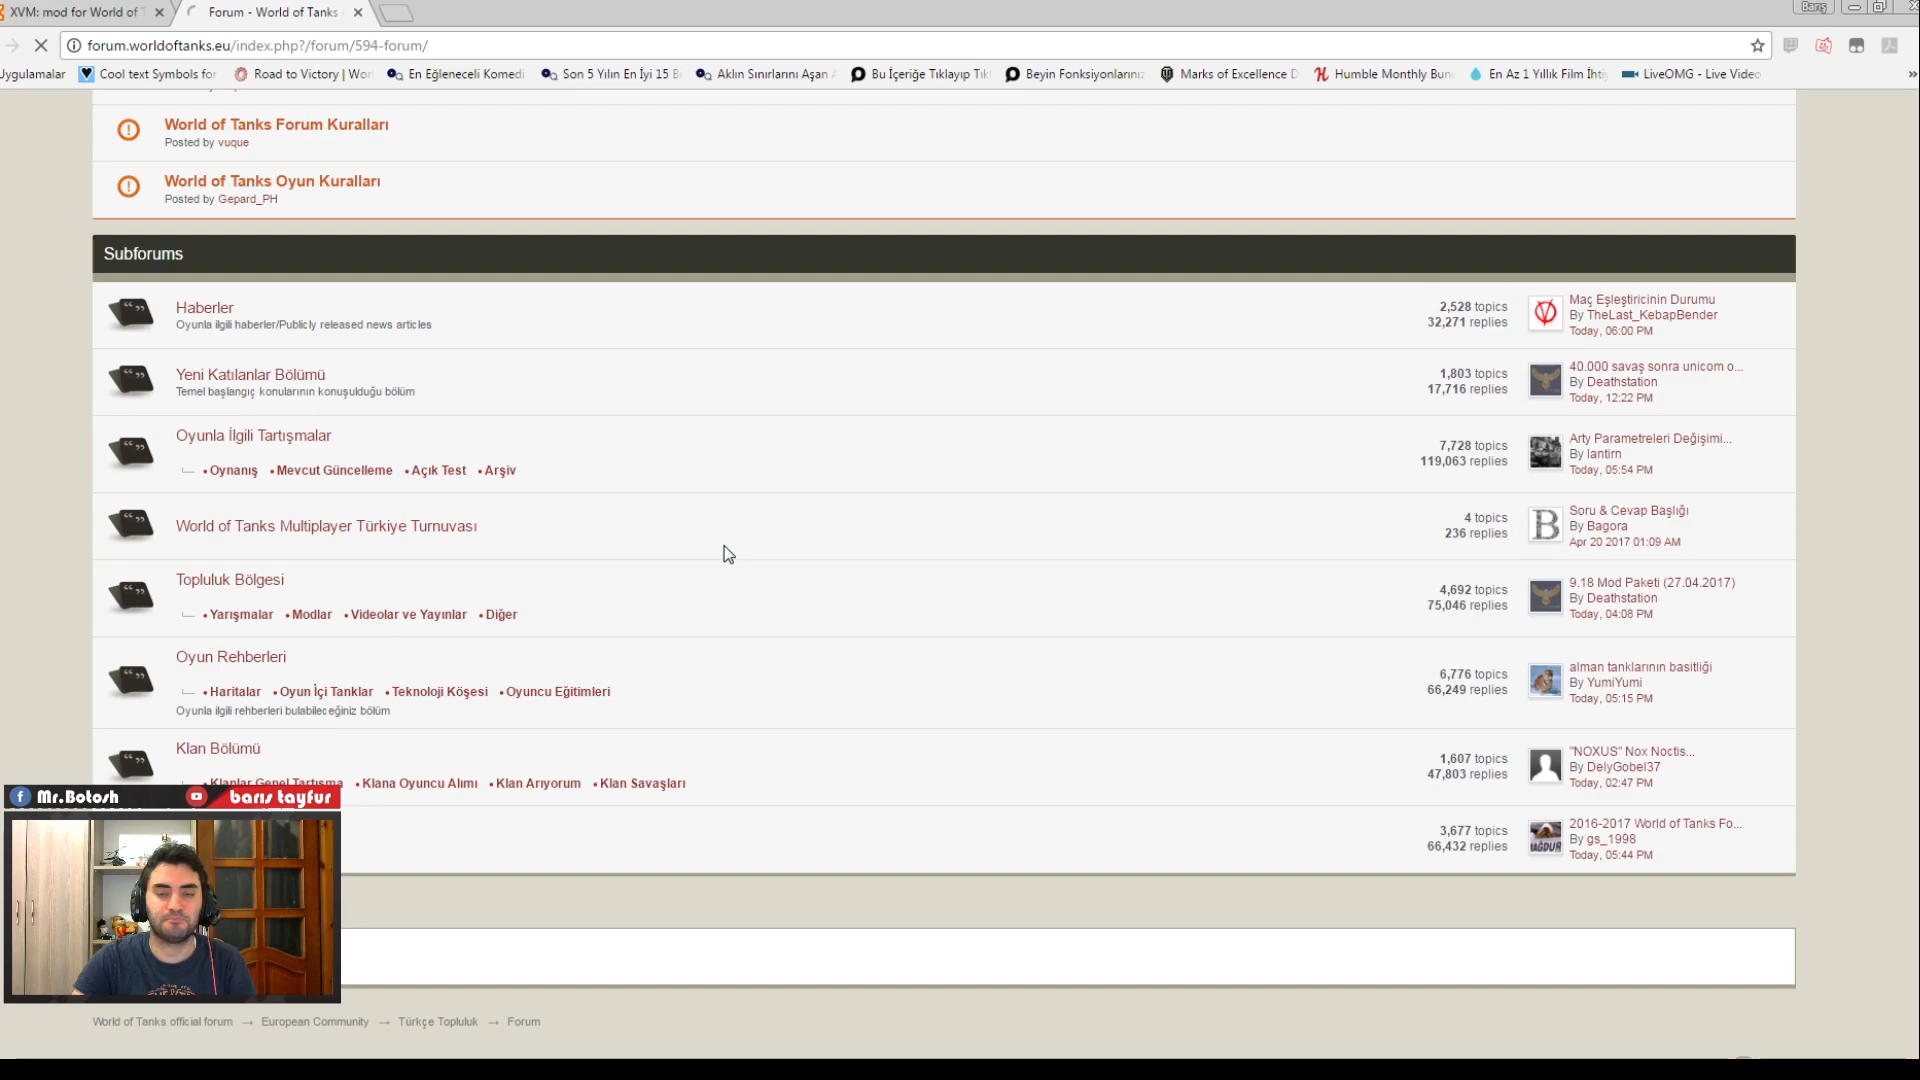 XVM: mod for World of T
Forum - World of Tanks
Barış
forum.worldoftanks.eu/index.php?/forum/594-forum/
Uygulamalar
Cool text Symbols for
Road to Victory | Wor
En Eğlenceli Komedi
Son 5 Yılın En İyi 15 B
Aklın Sınırlarını Aşan
Bu İçeriğe Tıklayıp Tık
Beyin Fonksiyonlarını
Marks of Excellence
Humble Monthly Bun
En Az 1 Yıllık Film İhti
LiveOMG - Live Video
World of Tanks Forum Kuralları
Posted by vuque
World of Tanks Oyun Kuralları
Posted by Gepard_PH
Subforums
Haberler
Oyunla ilgili haberler/Publicly released news articles
2,528 topics
32,271 replies
Maç Eşleştiricinin Durumu
By TheLast_KebapBender
Today, 06:00 PM
Yeni Katılanlar Bölümü
Temel başlangıç konularının konuşulduğu bölüm
1,803 topics
17,716 replies
40.000 savaş sonra unicom o...
By Deathstation
Today, 12:22 PM
Oyunla İlgili Tartışmalar
• Oynanış • Mevcut Güncelleme • Açık Test • Arşiv
7,728 topics
119,063 replies
Arty Parametreleri Değişimi...
By lantirn
Today, 05:54 PM
World of Tanks Multiplayer Türkiye Turnuvası
4 topics
236 replies
Soru & Cevap Başlığı
By Bagora
Apr 20 2017 01:09 AM
Topluluk Bölgesi
• Yarışmalar • Modlar • Videolar ve Yayınlar • Diğer
4,692 topics
75,046 replies
9.18 Mod Paketi (27.04.2017)
By Deathstation
Today, 04:08 PM
Oyun Rehberleri
• Haritalar • Oyun İçi Tanklar • Teknoloji Köşesi • Oyuncu Eğitimleri
Oyunla ilgili rehberleri bulabileceğiniz bölüm
6,776 topics
66,249 replies
alman tanklarının basitliği
By YumiYumi
Today, 05:15 PM
Klan Bölümü
• Klanlar Genel Tartışma • Klana Oyuncu Alımı • Klan Arıyorum • Klan Savaşları
1,607 topics
47,803 replies
"NOXUS" Nox Noctis...
By DelyGobel37
Today, 02:47 PM
Mr.Botosh
barıs tayfur
3,677 topics
66,432 replies
2016-2017 World of Tanks Fo...
By gs_1998
Today, 05:44 PM
World of Tanks official forum → European Community → Türkçe Topluluk → Forum